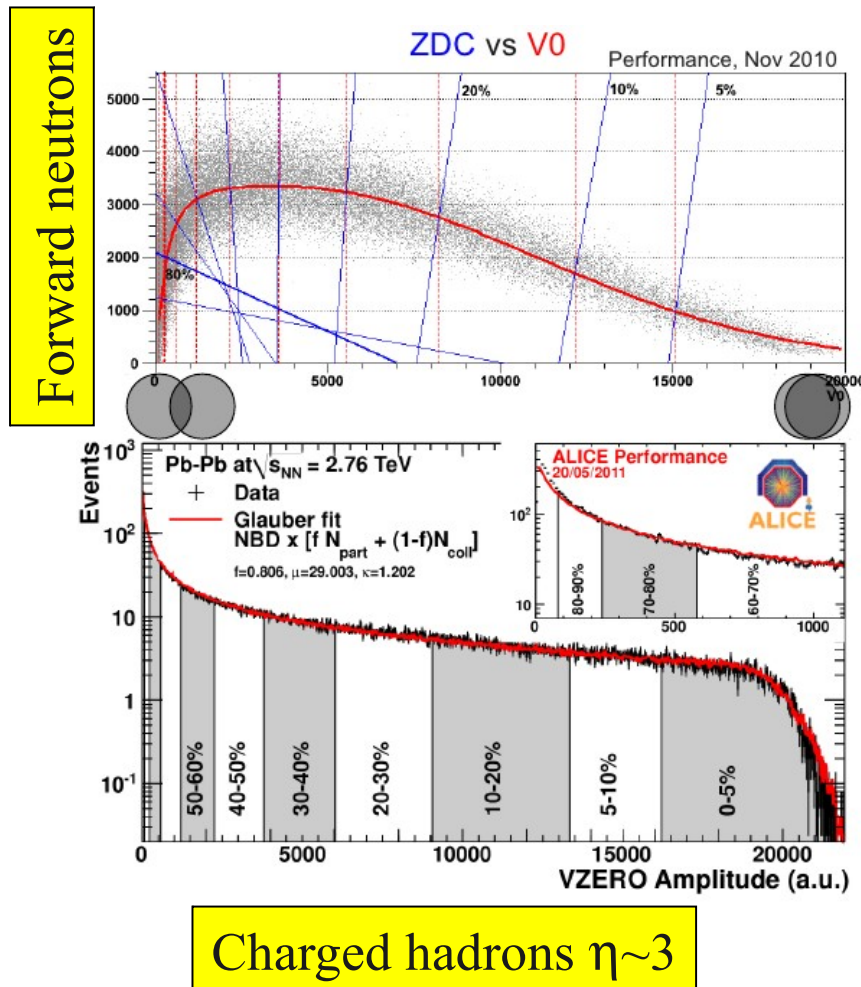 ZDC vs V0
Performance, Nov 2010
Forward neutrons
5000
4000
3000
2000
1000
0
20%
10%
5%
80%
0
5000
10000
15000
20000
V0
Events
10³
10²
10
1
10⁻¹
Pb-Pb at √sNN = 2.76 TeV
Data
Glauber fit
NBD x [f Npart + (1-f)Ncoll]
f=0.806, μ=29.003, κ=1.202
ALICE Performance
20/05/2011
ALICE
10²
10
80-90%
70-80%
60-70%
0
500
1000
50-60%
40-50%
30-40%
20-30%
10-20%
5-10%
0-5%
0
5000
10000
15000
20000
VZERO Amplitude (a.u.)
Charged hadrons η~3